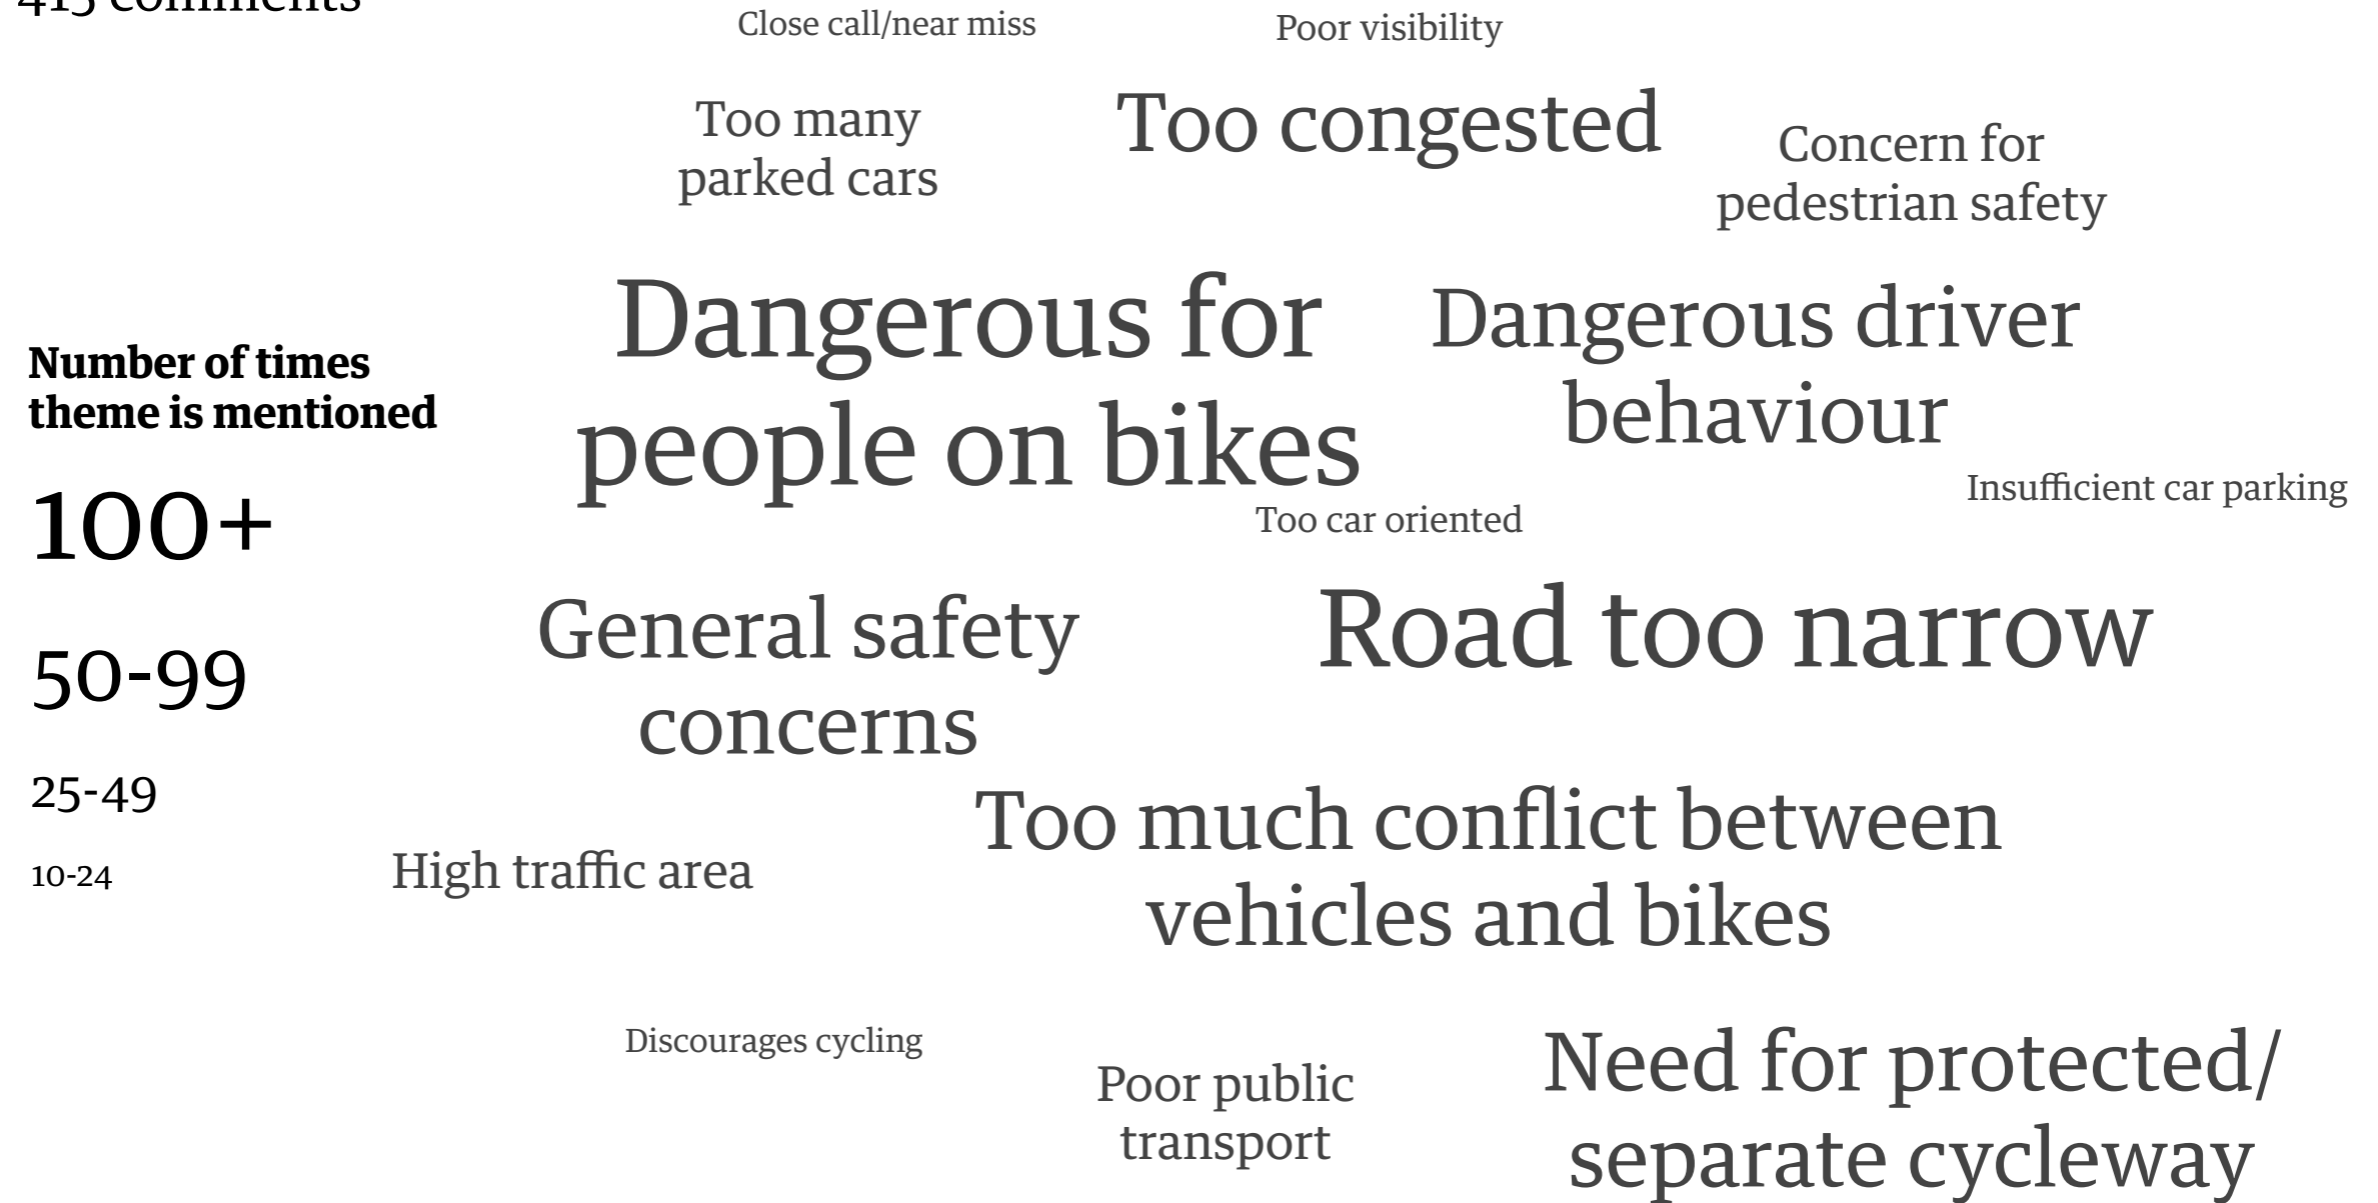 413 comments
Close call/near miss
Poor visibility
Too many
parked cars
Too congested
Concern for
pedestrian safety
Dangerous for
people on bikes
Dangerous driver
behaviour
Number of times
theme is mentioned
100+
50-99
25-49
10-24
Insufficient car parking
Too car oriented
General safety
concerns
Road too narrow
Too much conflict between
vehicles and bikes
High traffic area
Discourages cycling
Poor public
transport
Need for protected/
separate cycleway